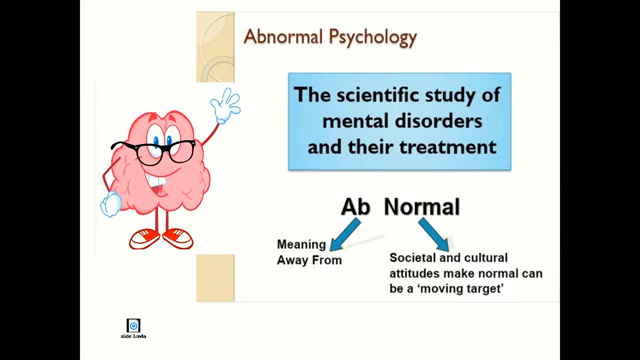 Abnormal Psychology
The scientific study of
mental disorders
and their treatment
Ab Normal
Meaning
Away From
Societal and cultural
attitudes make normal can
be a 'moving target'